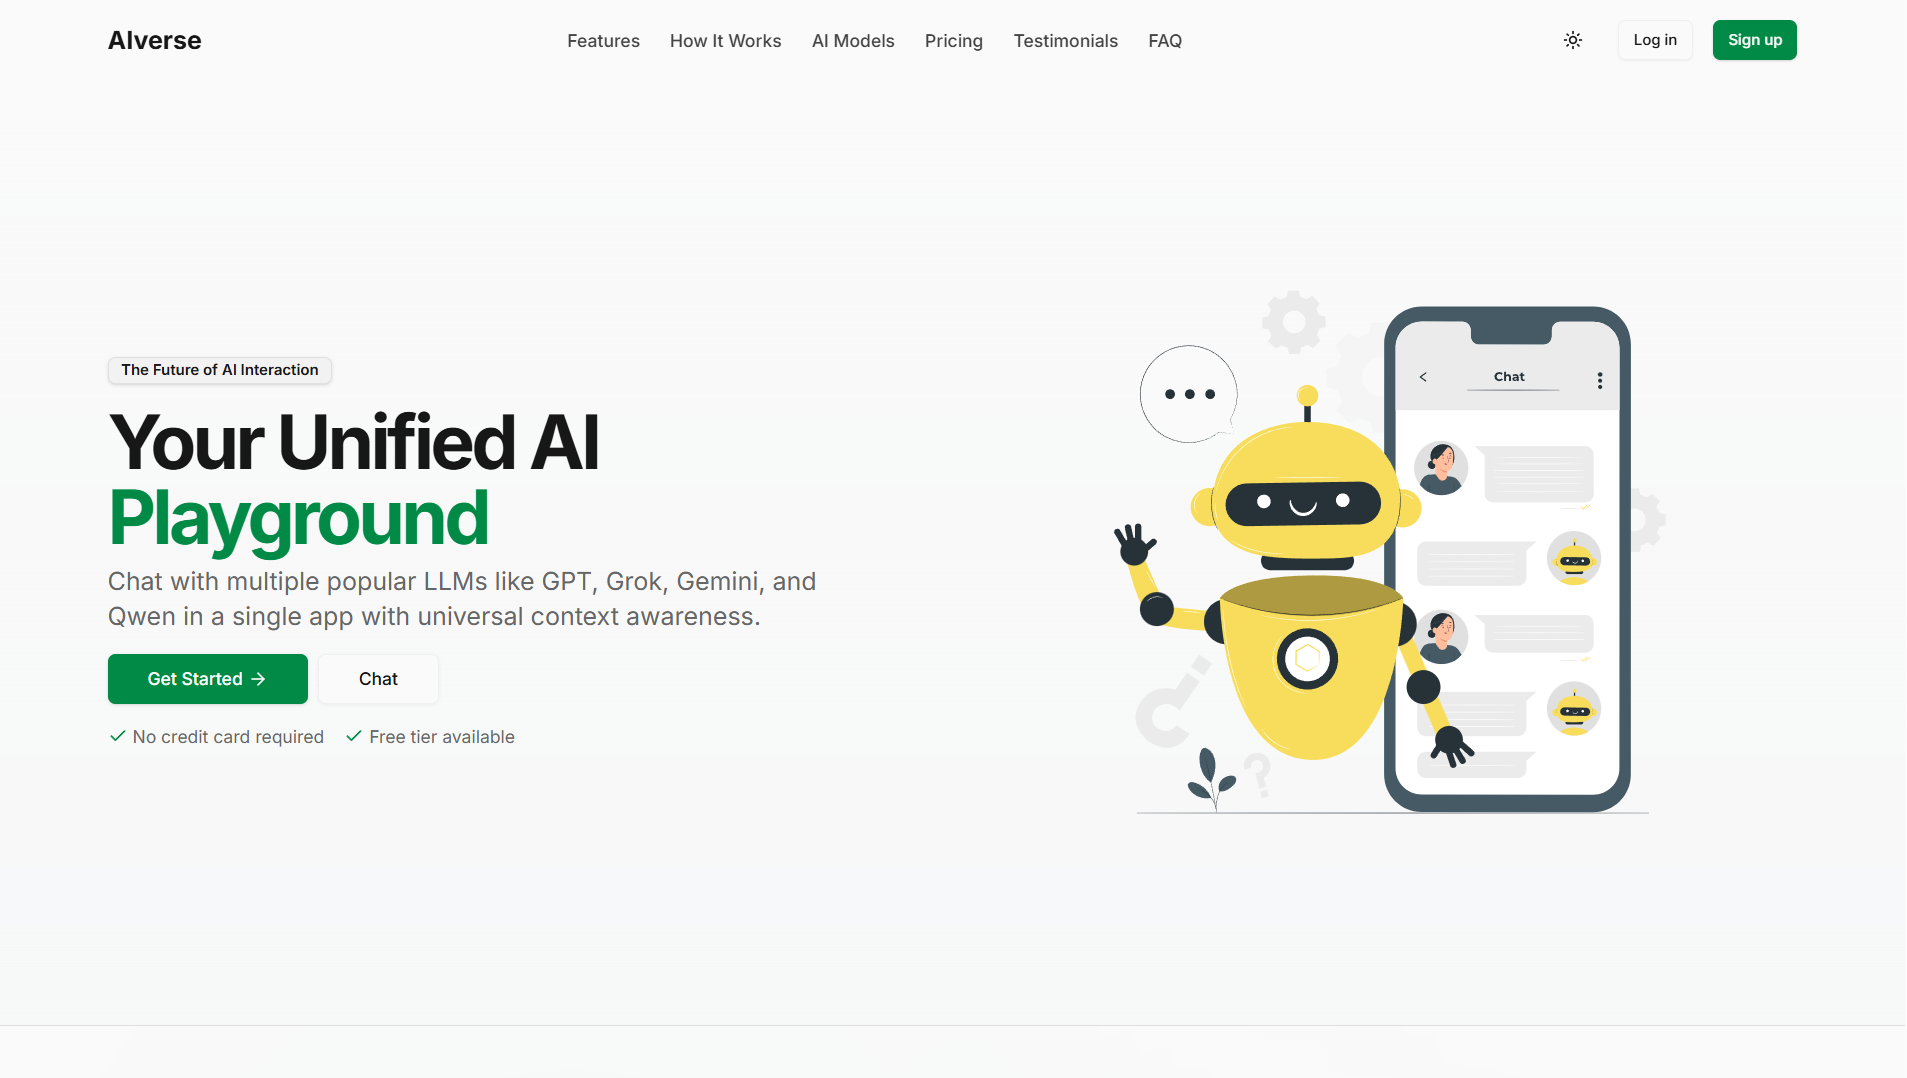 AIverse
Features
How It Works
AI Models
Pricing
Testimonials
FAQ
Log in
Sign up
The Future of AI Interaction
Your Unified AI
Playground
Chat with multiple popular LLMs like GPT, Grok, Gemini, and
Qwen in a single app with universal context awareness.
Get Started →
Chat
No credit card required
Free tier available
Chat